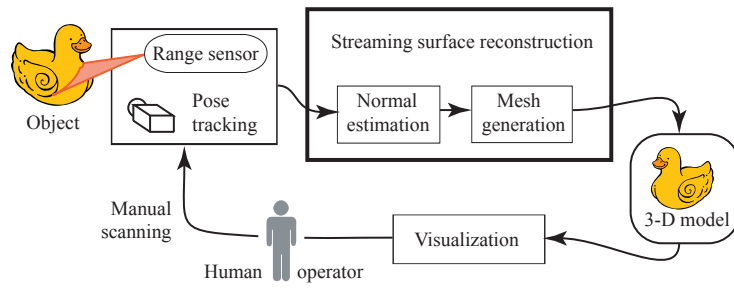 Streaming surface reconstruction
Range sensor
Object
Pose
tracking
Normal
estimation
Mesh
generation
3-D model
Visualization
Human operator
Manual
scanning